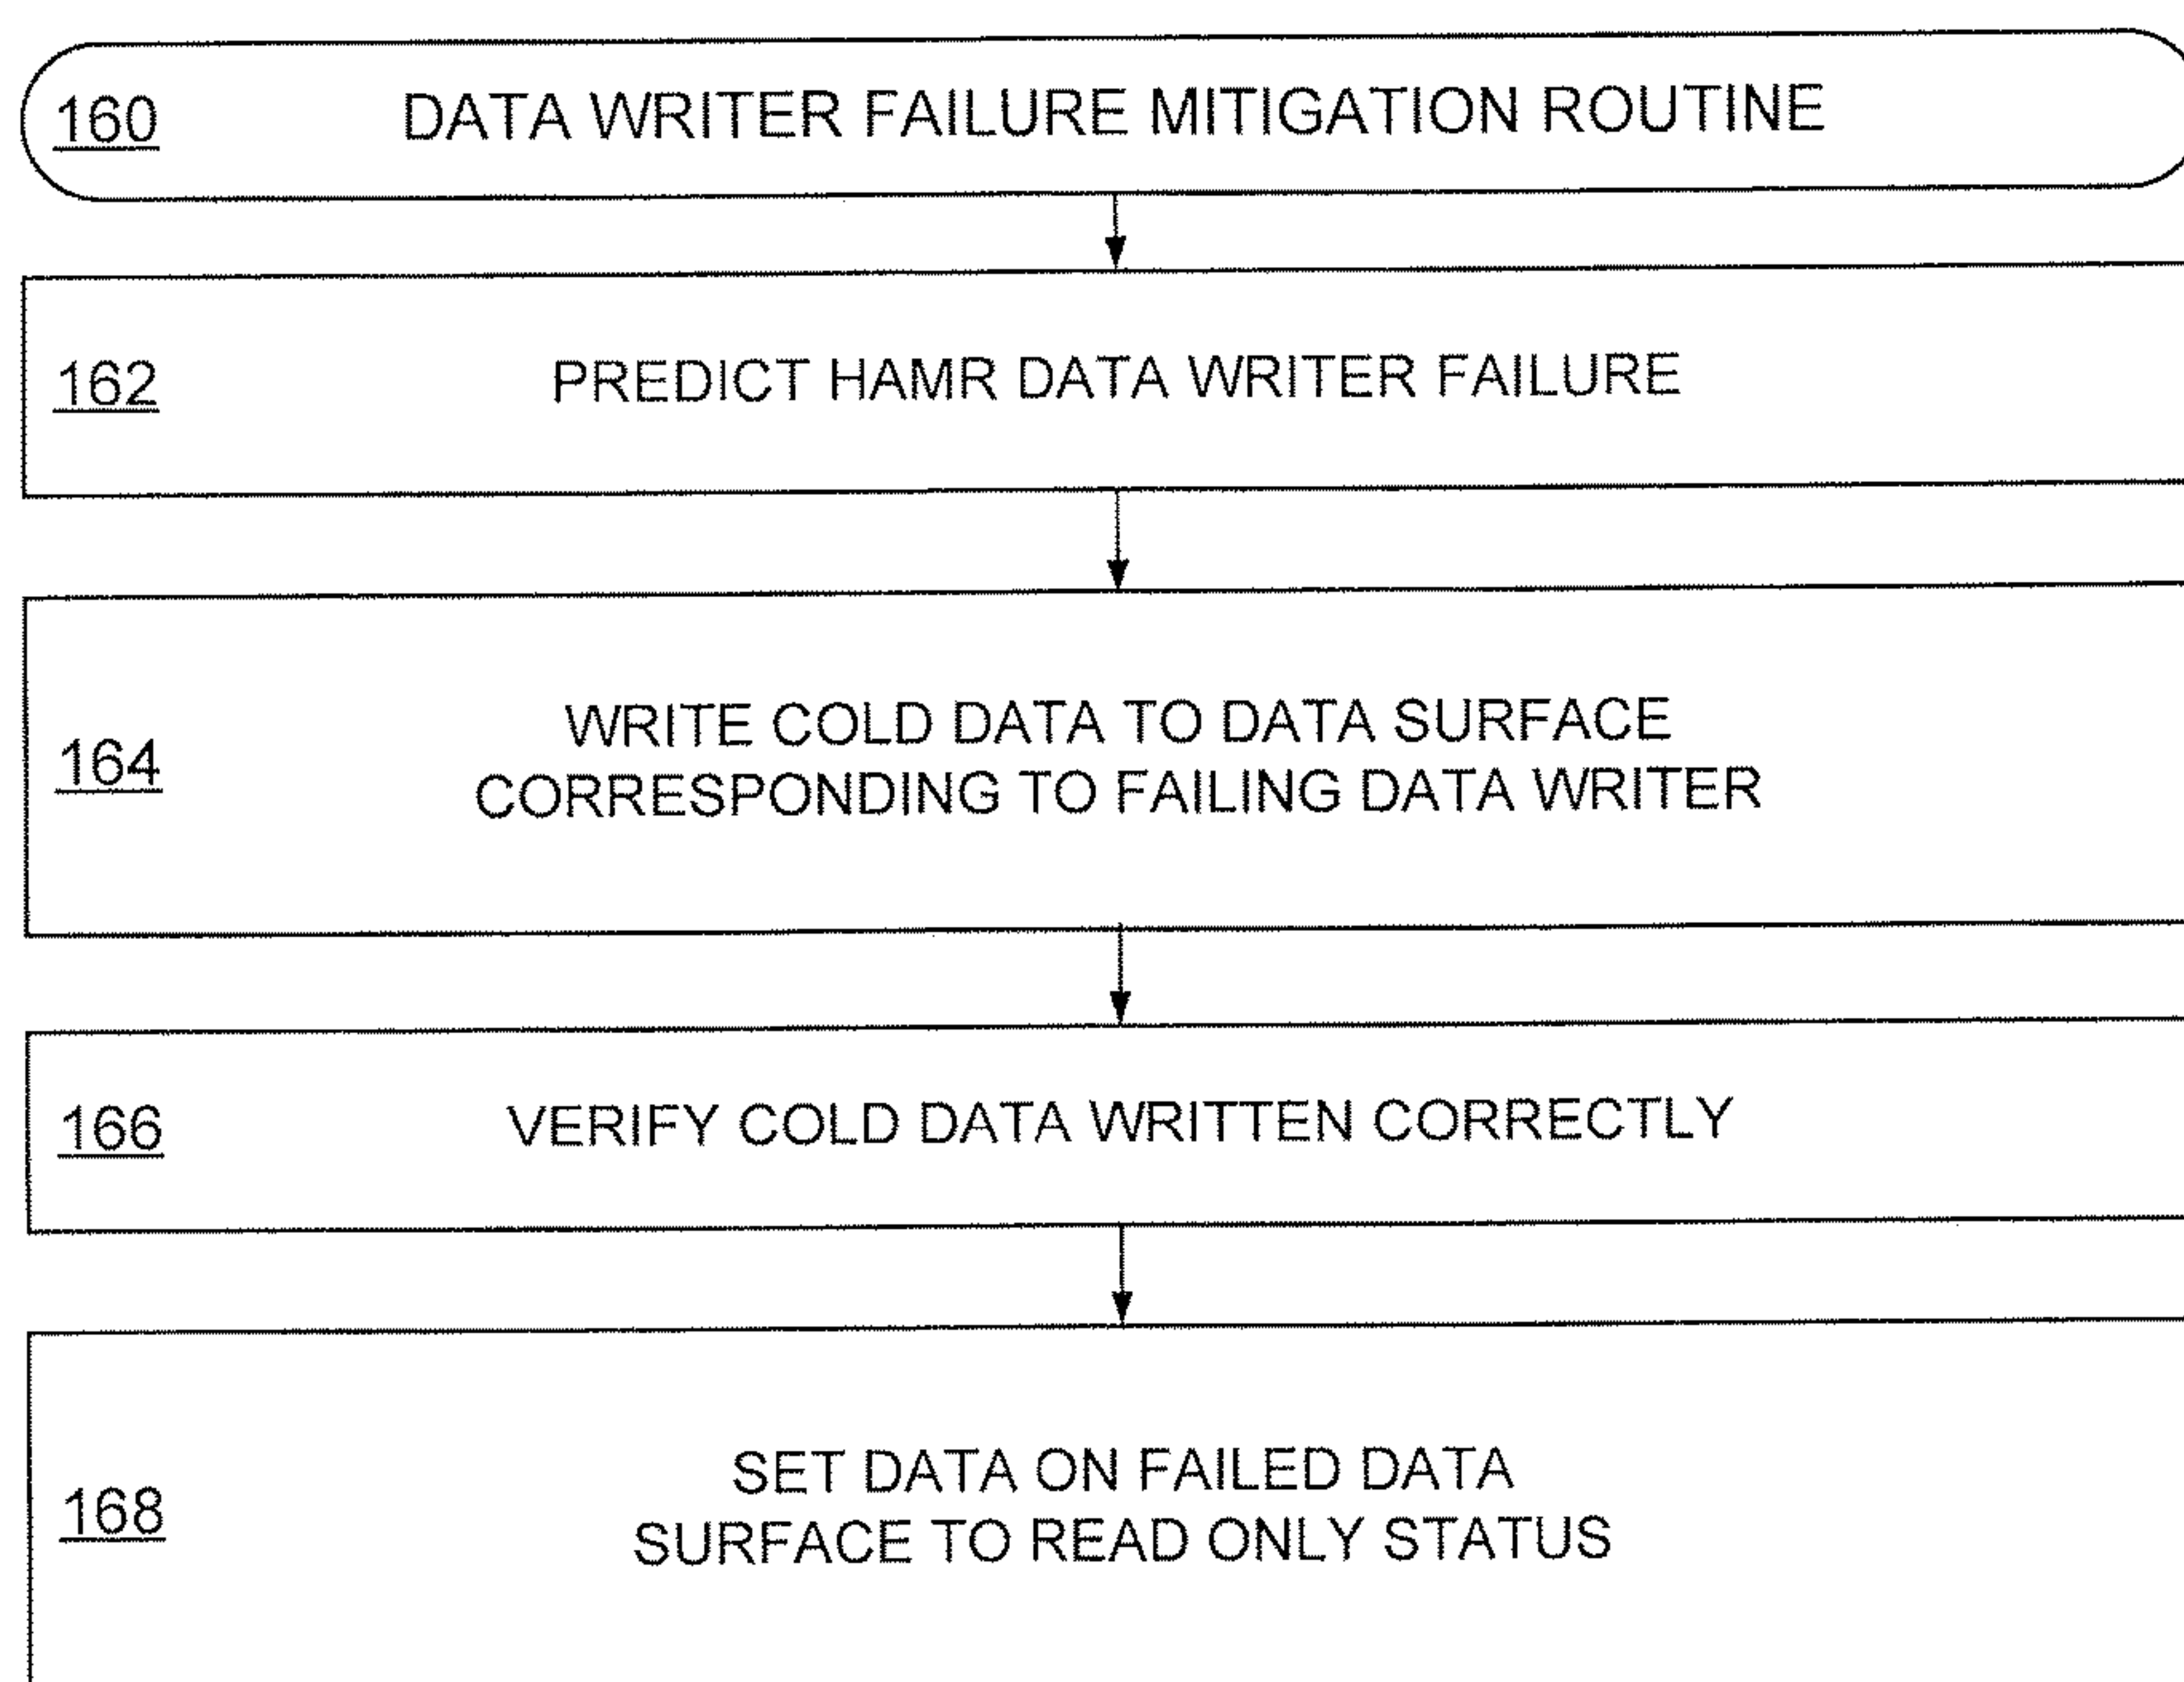 160 DATA WRITER FAILURE MITIGATION ROUTINE
162 PREDICT HAMR DATA WRITER FAILURE
WRITE COLD DATA TO DATA SURFACE
164
CORRESPONDING TO FAILING DATA WRITER
166 VERIFY COLD DATA WRITTEN CORRECTLY
SET DATA ON FAILED DATA
168
SURFACE TO READ ONLY STATUS